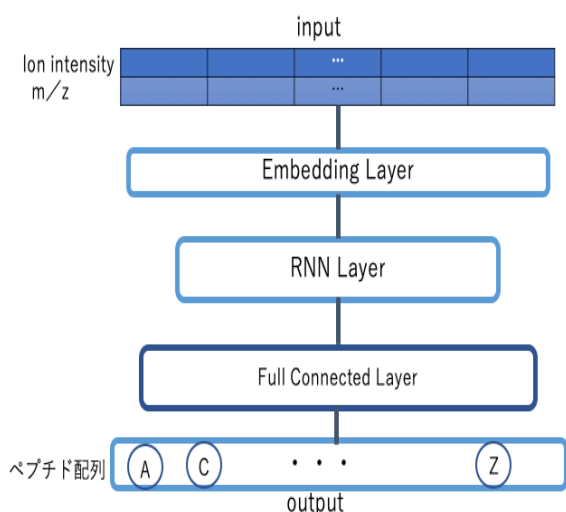 input
Ion intensity …
m／z …
Embedding Layer
RNN Layer
Full Connected Layer
ペプチド配列 A C ・・・ Z
output